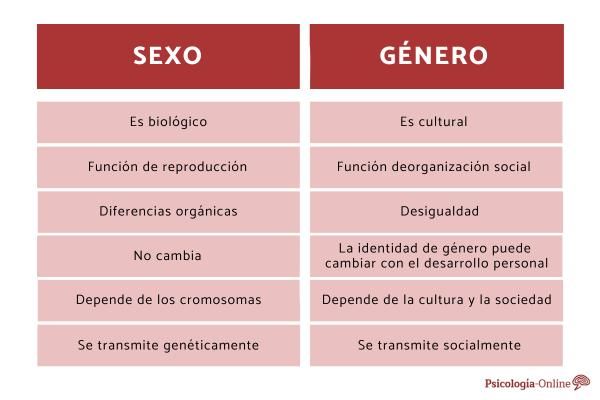 SEXO
GÉNERO
Es biológico
Es cultural
Función de reproducción
Función deorganización social
Diferencias orgánicas
Desigualdad
No cambia
La identidad de género puede
cambiar con el desarrollo personal
Depende de los cromosomas
Depende de la cultura y la sociedad
Se transmite genéticamente
Se transmite socialmente
Psicología-Online